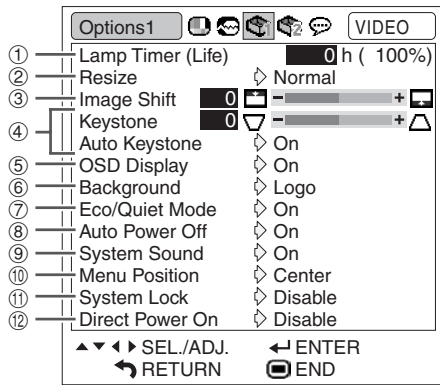 Options1 VIDEO
① Lamp Timer (Life) 0 h ( 100%)
② Resize Normal
③ Image Shift 0 - +
④ Keystone 0 - +
Auto Keystone On
⑤ OSD Display On
⑥ Background Logo
⑦ Eco/Quiet Mode On
⑧ Auto Power Off On
⑨ System Sound On
⑩ Menu Position Center
⑪ System Lock Disable
⑫ Direct Power On Disable
SEL./ADJ. ENTER
RETURN END